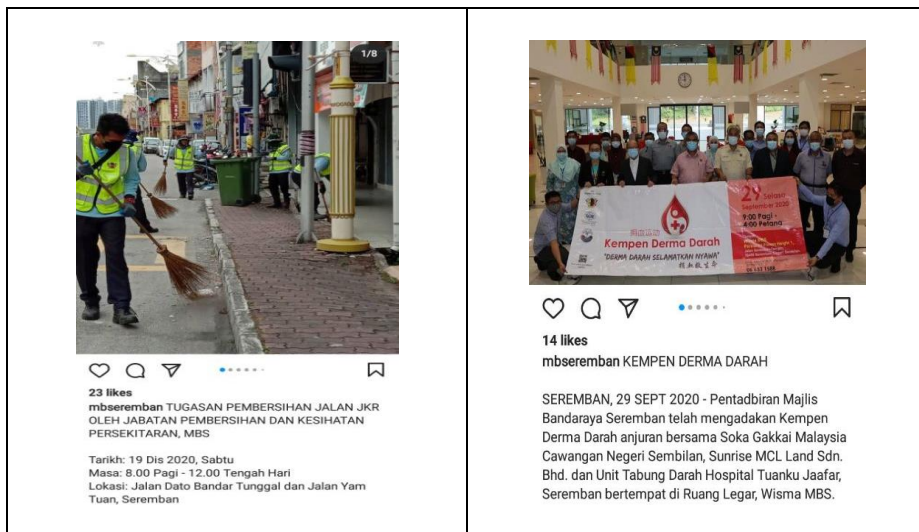 1/8
23 likes
mbseremban TUGASAN PEMBERSIHAN JALAN JKR
OLEH JABATAN PEMBERSIHAN DAN KESIHATAN
PERSEKITARAN, MBS
Tarikh: 19 Dis 2020, Sabtu
Masa: 8.00 Pagi - 12.00 Tengah Hari
Lokasi: Jalan Dato Bandar Tunggal dan Jalan Yam
Tuan, Seremban
Kempen Derma Darah
"DERMA DARAH SELAMATKAN NYAWA"
29 Selasa
September 2020
9:00 Pagi -
4:00 Petang
14 likes
mbseremban KEMPEN DERMA DARAH
SEREMBAN, 29 SEPT 2020 - Pentadbiran Majlis
Bandaraya Seremban telah mengadakan Kempen
Derma Darah anjuran bersama Soka Gakkai Malaysia
Cawangan Negeri Sembilan, Sunrise MCL Land Sdn.
Bhd. dan Unit Tabung Darah Hospital Tuanku Jaafar,
Seremban bertempat di Ruang Legar, Wisma MBS.